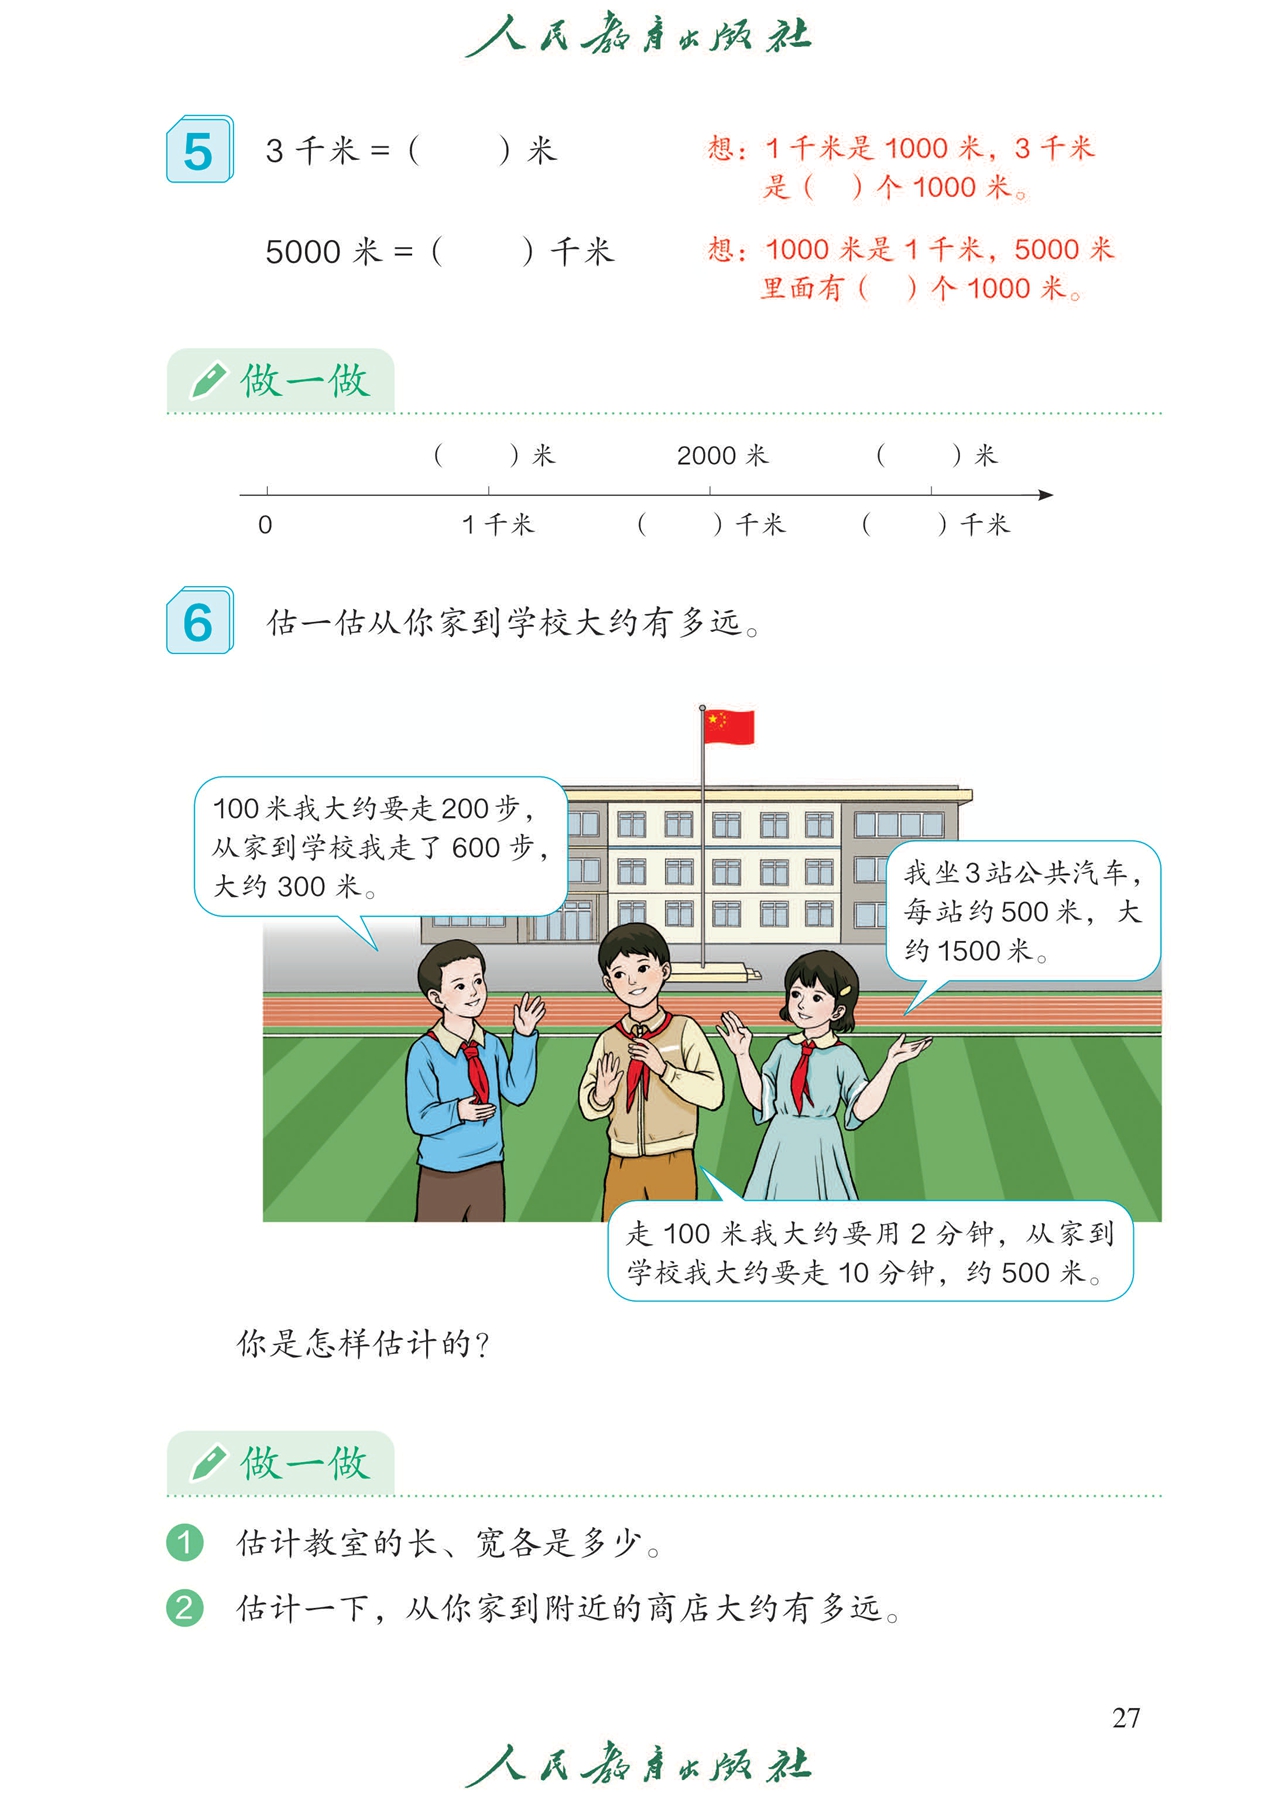 人民教育出版社
5
3 千米 = (      ) 米
想：1 千米是 1000 米，3 千米
是 (   ) 个 1000 米。
5000 米 = (      ) 千米
想：1000 米是 1 千米，5000 米
里面有 (   ) 个 1000 米。
做一做
(      ) 米 2000 米 (      ) 米
0 1 千米 (      ) 千米 (      ) 千米
6
估一估从你家到学校大约有多远。
100 米我大约要走 200 步，
从家到学校我走了 600 步，
大约 300 米。
我坐 3 站公共汽车，
每站约 500 米，大
约 1500 米。
走 100 米我大约要用 2 分钟，从家到
学校我大约要走 10 分钟，约 500 米。
你是怎样估计的？
做一做
1 估计教室的长、宽各是多少。
2 估计一下，从你家到附近的商店大约有多远。
27
人民教育出版社